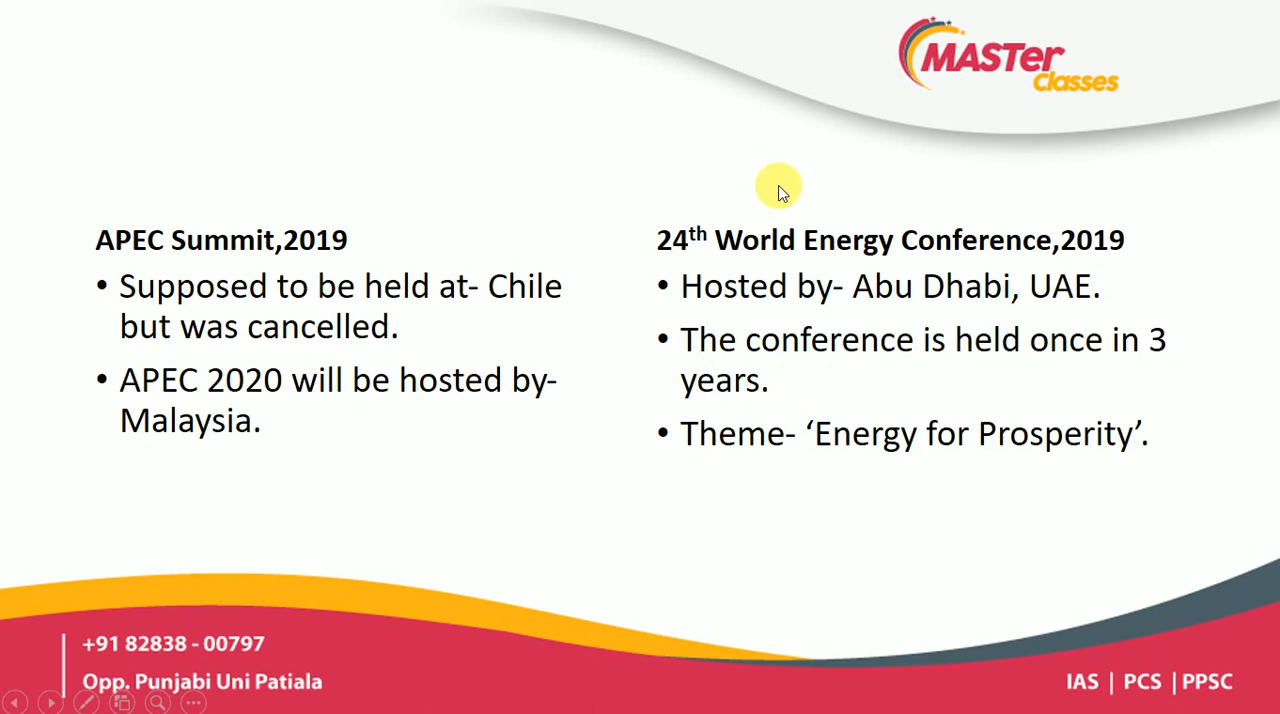 MASTer
Classes
APEC Summit,2019
• Supposed to be held at- Chile
but was cancelled.
• APEC 2020 will be hosted by-
Malaysia.
24th World Energy Conference,2019
• Hosted by- Abu Dhabi, UAE.
• The conference is held once in 3
years.
• Theme- ‘Energy for Prosperity’.
+91 82838 - 00797
Opp. Punjabi Uni Patiala
IAS | PCS | PPSC